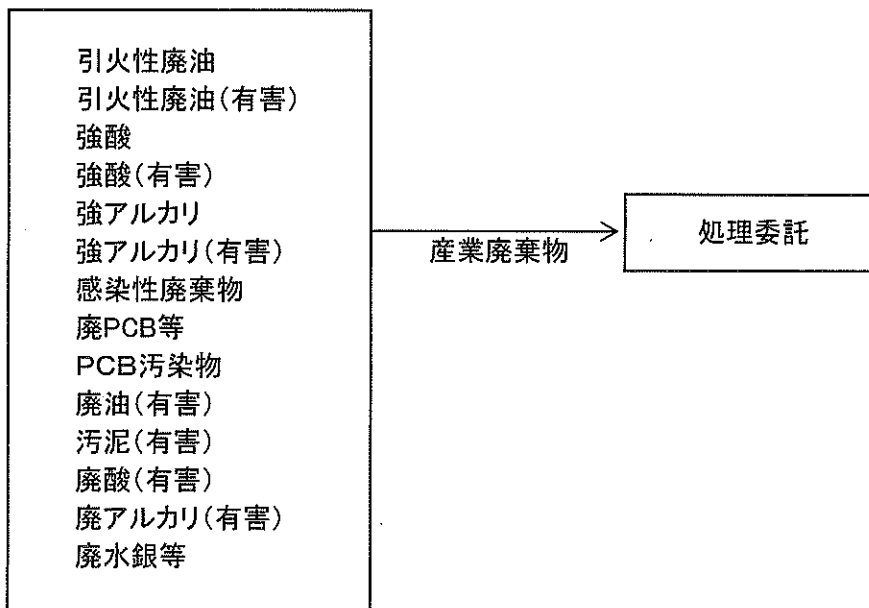 引火性廃油
引火性廃油(有害)
強酸
強酸(有害)
強アルカリ
強アルカリ(有害)
感染性廃棄物
廃PCB等
PCB汚染物
廃油(有害)
汚泥(有害)
廃酸(有害)
廃アルカリ(有害)
廃水銀等
産業廃棄物
処理委託